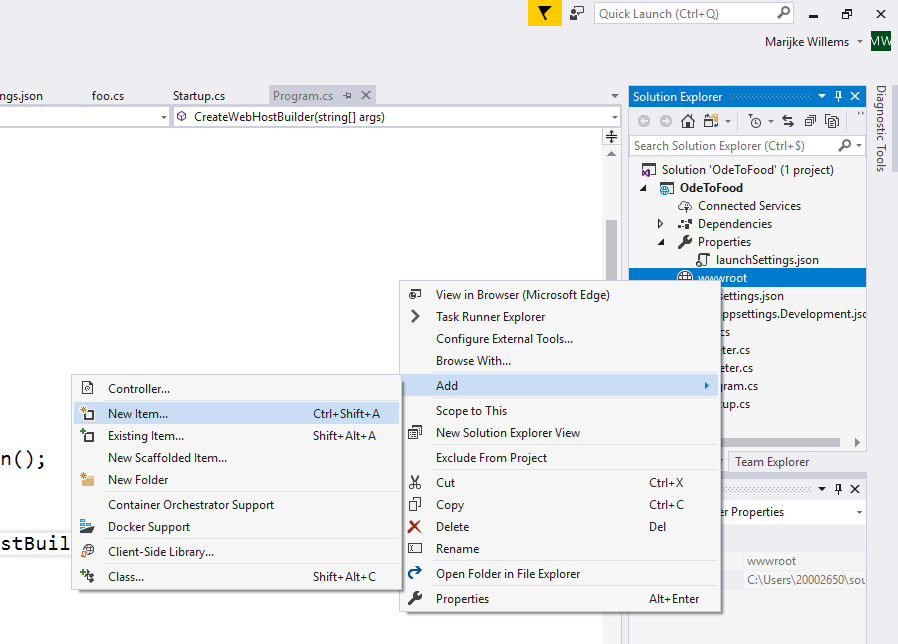 Quick Launch (Ctrl+Q)
Marijke Willems
MW
ngs.json
foo.cs
Startup.cs
Program.cs
CreateWebHostBuilder(string[] args)
Solution Explorer
Search Solution Explorer (Ctrl+$)
Solution 'OdeToFood' (1 project)
OdeToFood
Connected Services
Dependencies
Properties
launchSettings.json
wwwroot
settings.json
ppsettings.Development.jso
cs
eter.cs
eter.cs
gram.cs
tup.cs
Diagnostic Tools
View in Browser (Microsoft Edge)
Task Runner Explorer
Configure External Tools...
Browse With...
Add
Scope to This
New Solution Explorer View
Exclude From Project
Cut Ctrl+X
Copy Ctrl+C
Delete Del
Rename
Open Folder in File Explorer
Properties Alt+Enter
Controller...
New Item... Ctrl+Shift+A
Existing Item... Shift+Alt+A
New Scaffolded Item...
New Folder
Container Orchestrator Support
Docker Support
Client-Side Library...
Class... Shift+Alt+C
n();
stBuil
Team Explorer
er Properties
wwwroot
C:\Users\20002650\sou